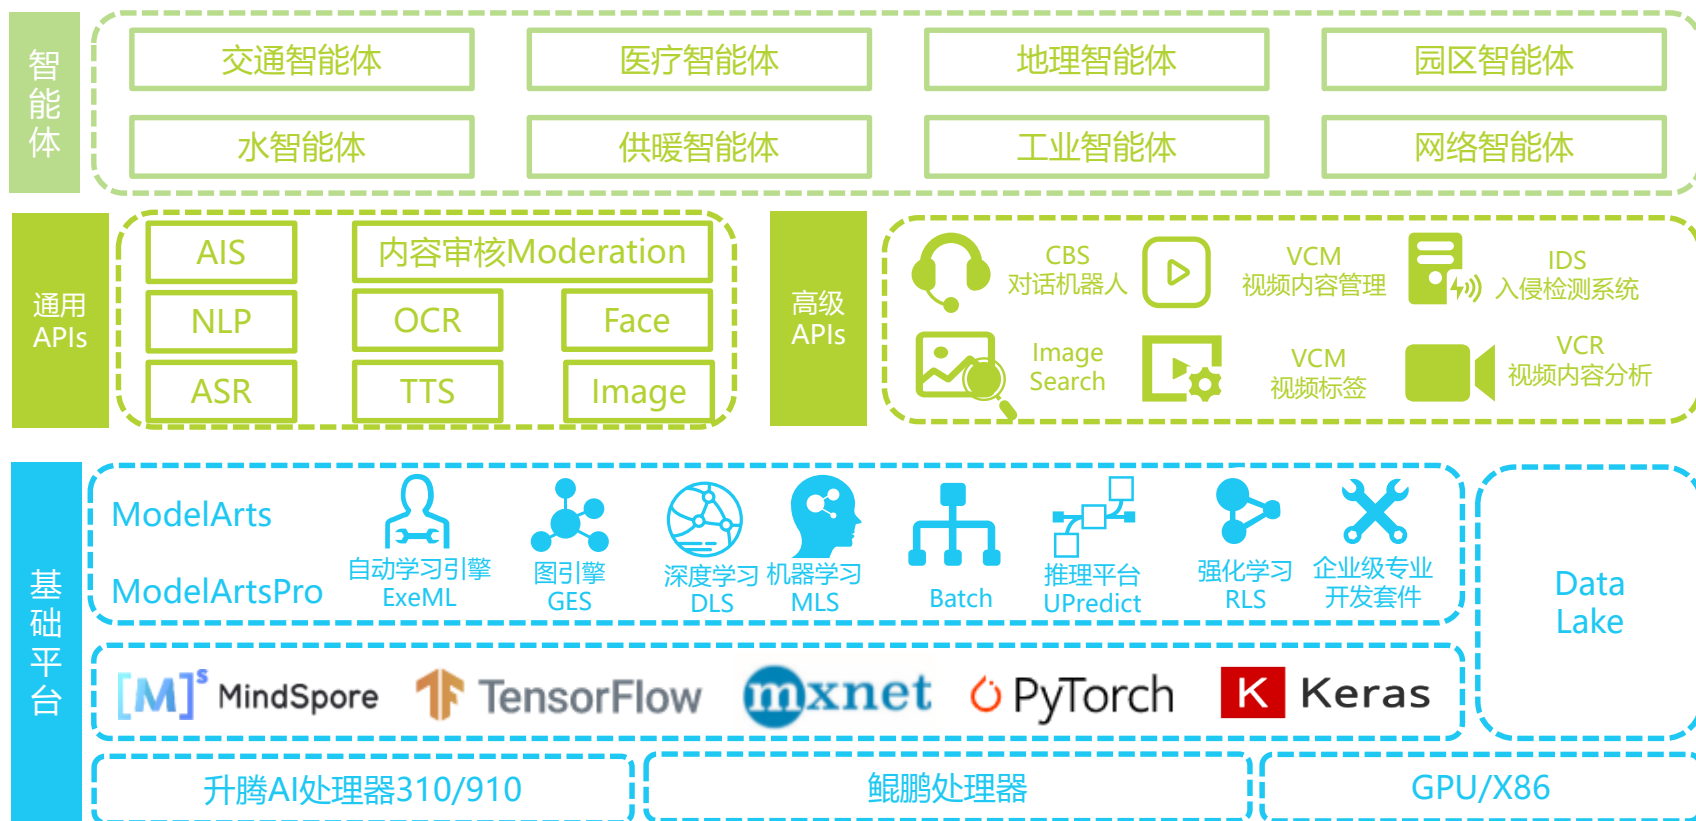 智能体
交通智能体
医疗智能体
地理智能体
园区智能体
水智能体
供暖智能体
工业智能体
网络智能体
通用
APIs
AIS
内容审核Moderation
NLP
OCR
Face
ASR
TTS
Image
高级
APIs
CBS
对话机器人
VCM
视频内容管理
IDS
入侵检测系统
Image
Search
VCM
视频标签
VCR
视频内容分析
基础平台
ModelArts
ModelArtsPro
自动学习引擎
ExeML
图引擎
GES
深度学习
DLS
机器学习
MLS
Batch
推理平台
UPredict
强化学习
RLS
企业级专业
开发套件
Data
Lake
[M]s MindSpore
TensorFlow
mxnet
PyTorch
K Keras
升腾AI处理器310/910
鲲鹏处理器
GPU/X86